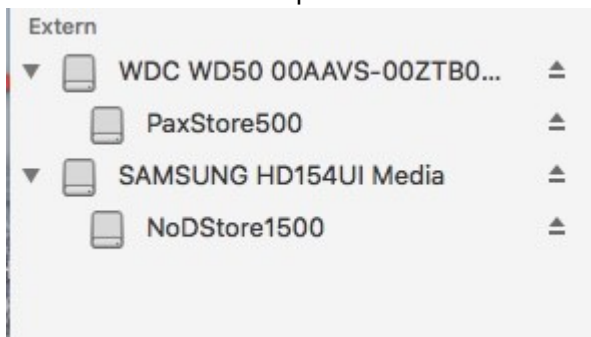 Extern
WDC WD50 00AAVS-00ZTB0...
PaxStore500
SAMSUNG HD154UI Media
NoDStore1500